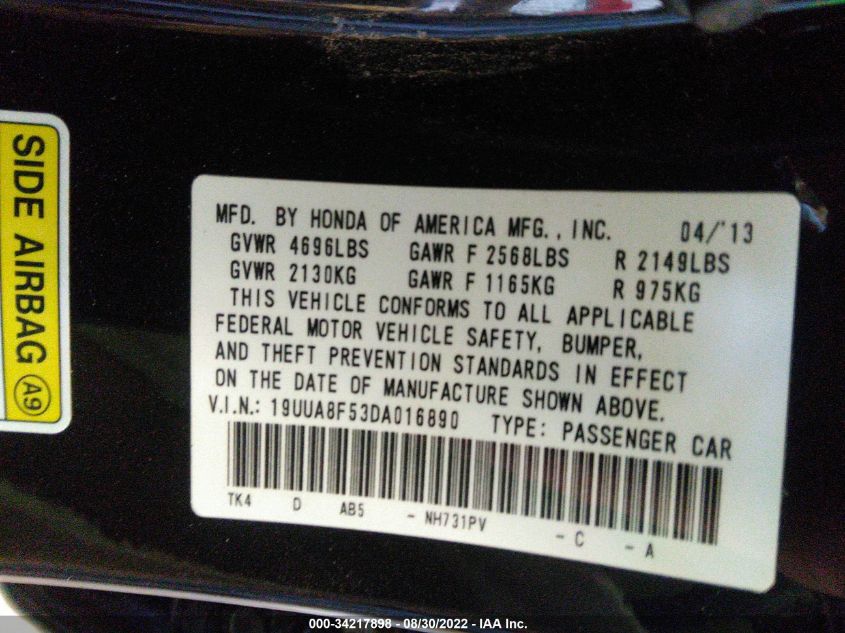 SIDE AIRBAG A9
MFD. BY HONDA OF AMERICA MFG., INC. 04/'13
GVWR 4696LBS GAWR F 2568LBS R 2149LBS
GVWR 2130KG GAWR F 1165KG R 975KG
THIS VEHICLE CONFORMS TO ALL APPLICABLE
FEDERAL MOTOR VEHICLE SAFETY, BUMPER,
AND THEFT PREVENTION STANDARDS IN EFFECT
ON THE DATE OF MANUFACTURE SHOWN ABOVE.
V.I.N.: 19UUA8F53DA016890 TYPE: PASSENGER CAR
TK4 D AB5 - NH731PV - C - A
000-34217898 - 08/30/2022 - IAA Inc.